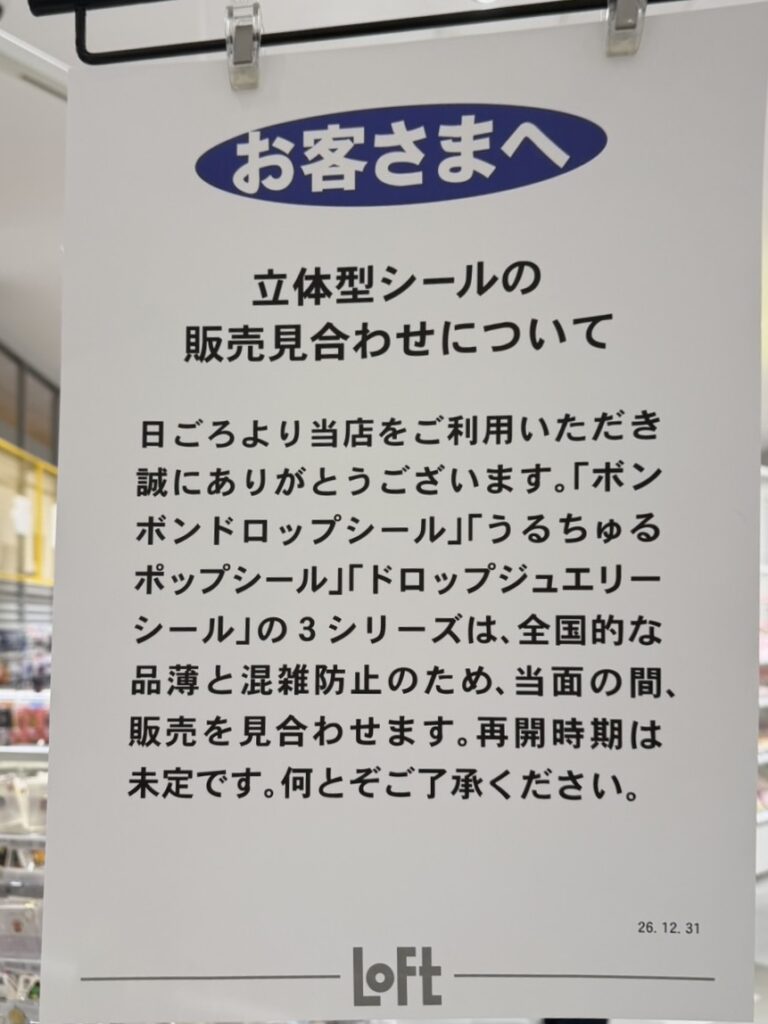 お客さまへ
立体型シールの
販売見合わせについて
日ごろより当店をご利用いただき
誠にありがとうございます。「ボン
ボンドロップシール」「うるちゅる
ポップシール」「ドロップジュエリー
シール」の3シリーズは、全国的な
品薄と混雑防止のため、当面の間、
販売を見合わせます。再開時期は
未定です。何とぞご了承ください。
26.12.31
LOFT